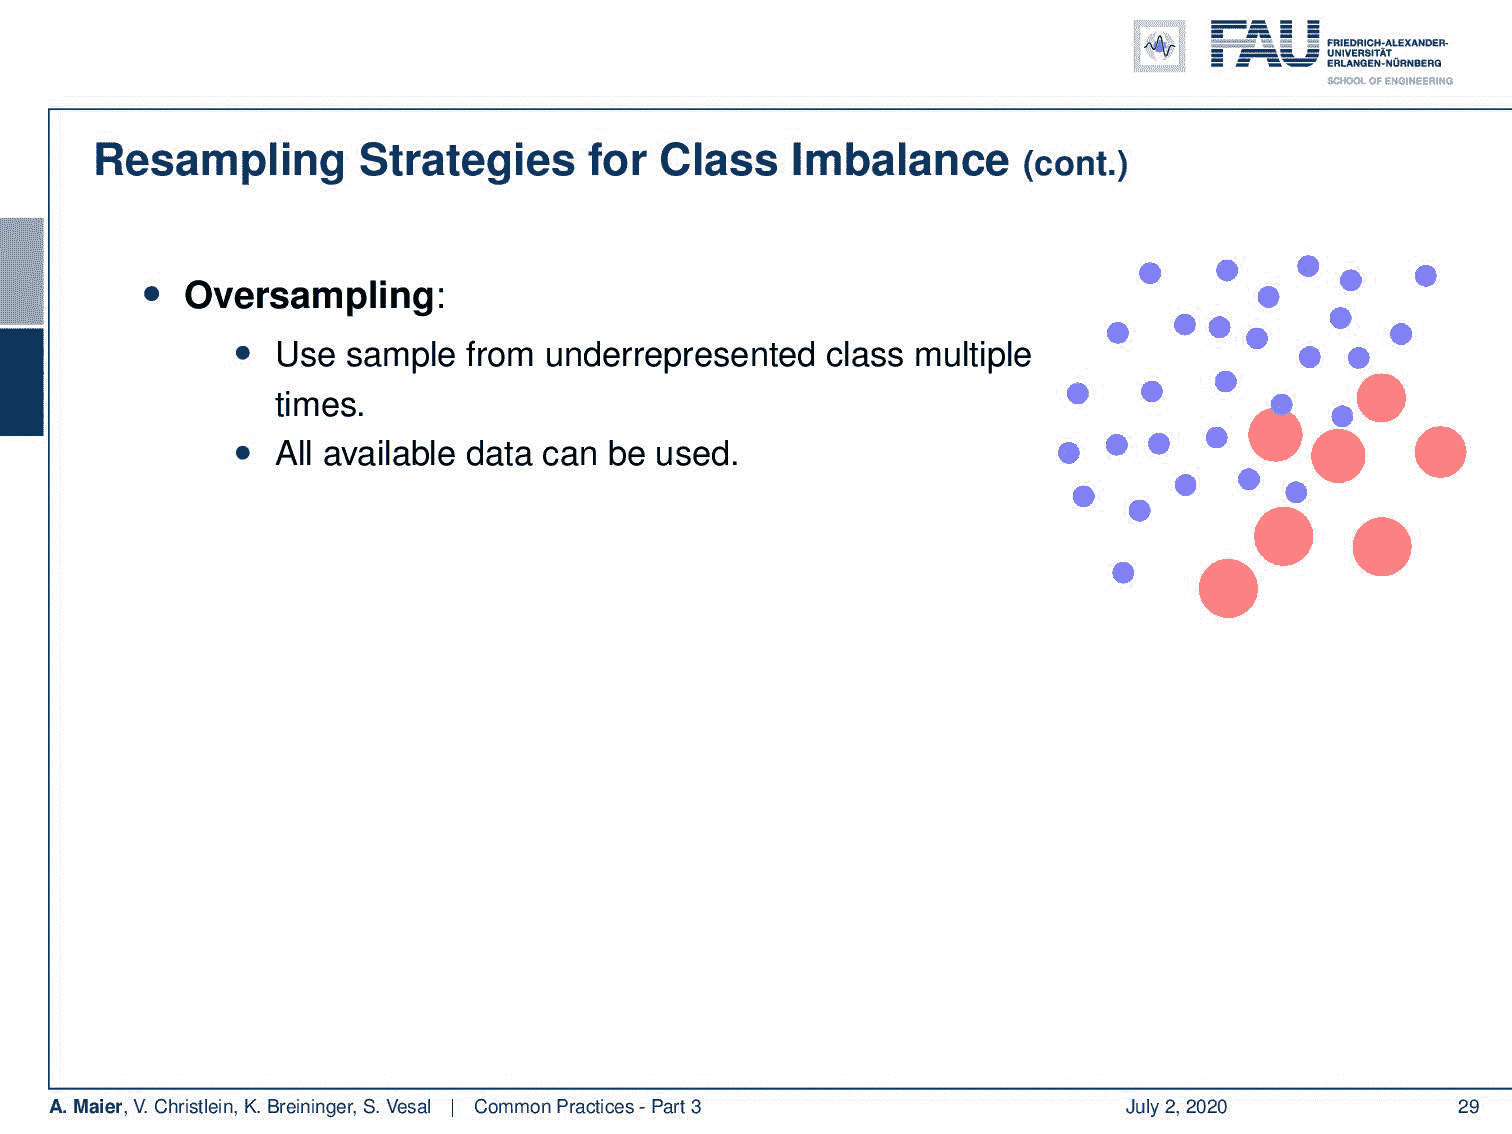 FAU
FRIEDRICH-ALEXANDER-
UNIVERSITÄT
ERLANGEN-NÜRNBERG
SCHOOL OF ENGINEERING
Resampling Strategies for Class Imbalance (cont.)
• Oversampling:
• Use sample from underrepresented class multiple
times.
• All available data can be used.
A. Maier, V. Christlein, K. Breininger, S. Vesal | Common Practices - Part 3 July 2, 2020 29